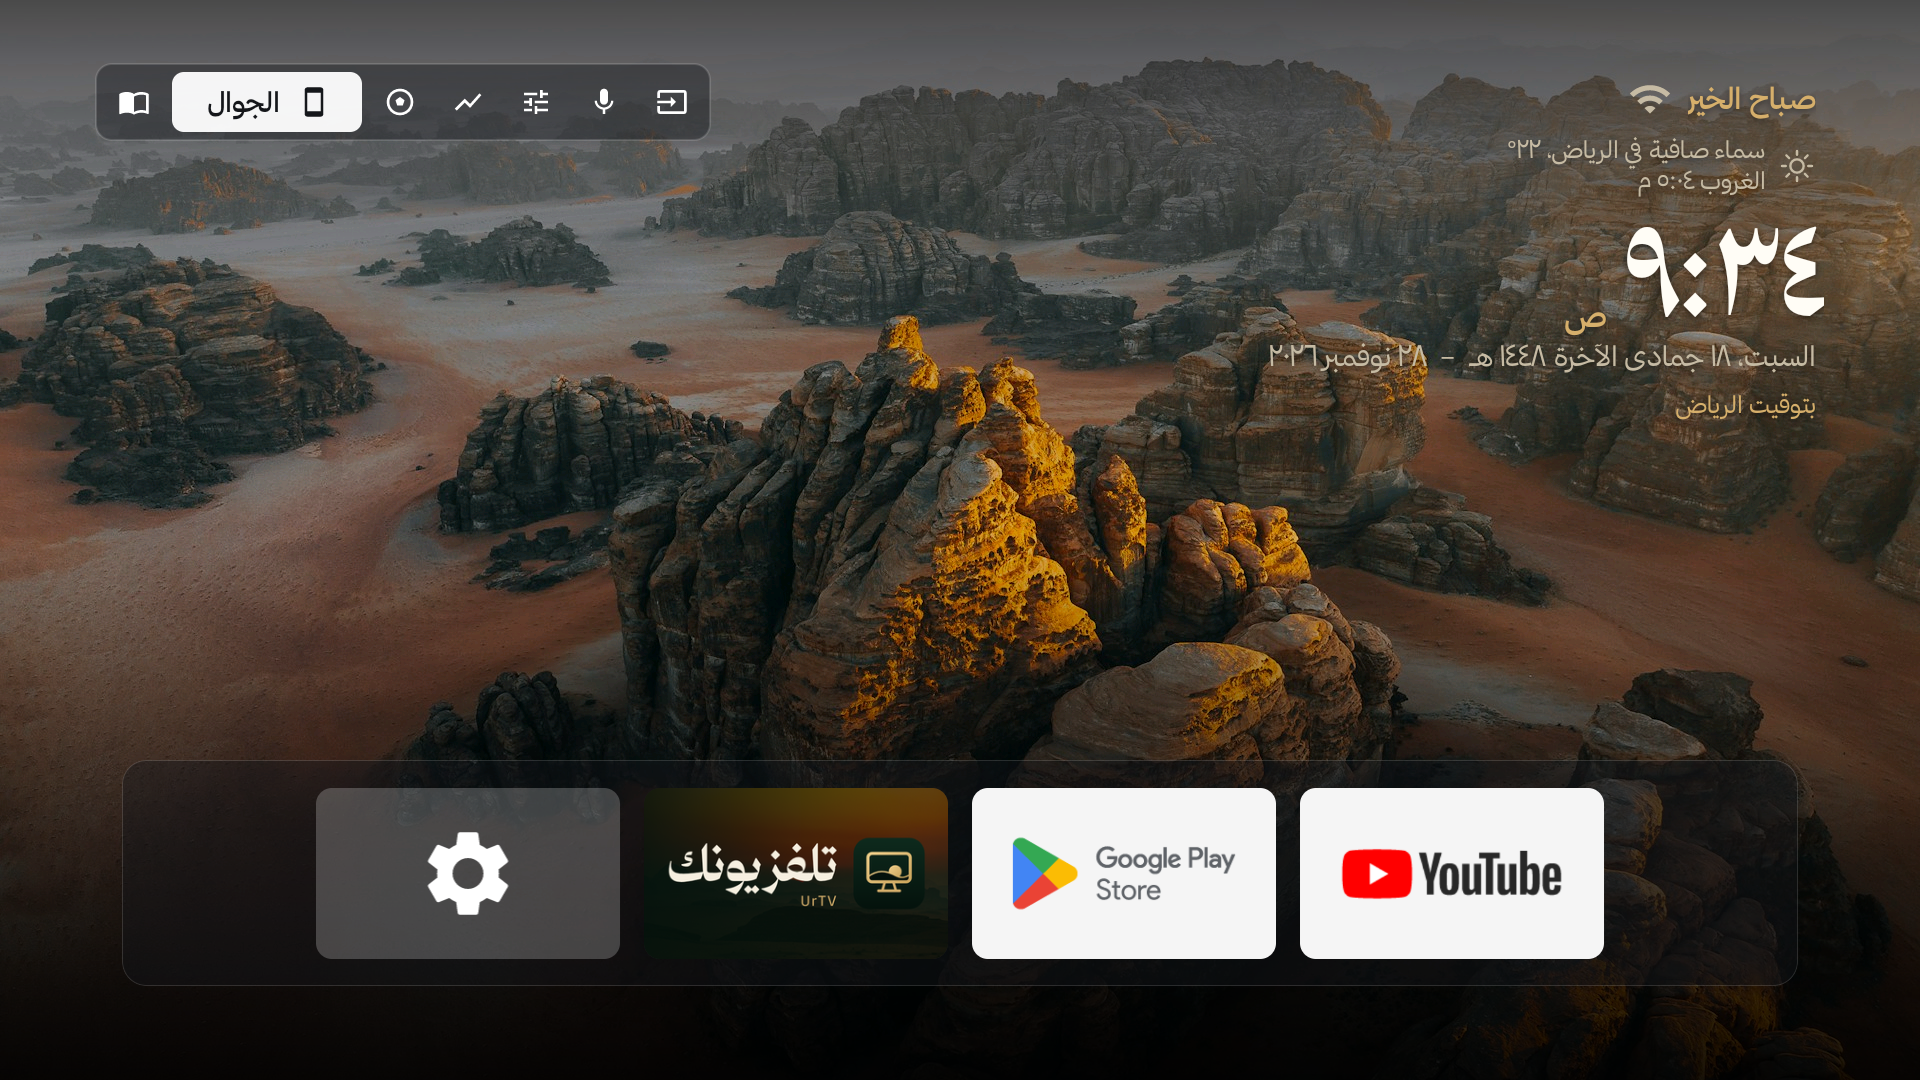 الجوال
صباح الخير
سماء صافية في الرياض، ٢٢°
الغروب ٥:٠٤ م
٩:٣٤ ص
السبت، ١٨ جمادى الآخرة ١٤٤٨ هـ – ٢٨ نوفمبر ٢٠٢٦
بتوقيت الرياض
YouTube
Google Play
Store
تلفزيونك
UrTV